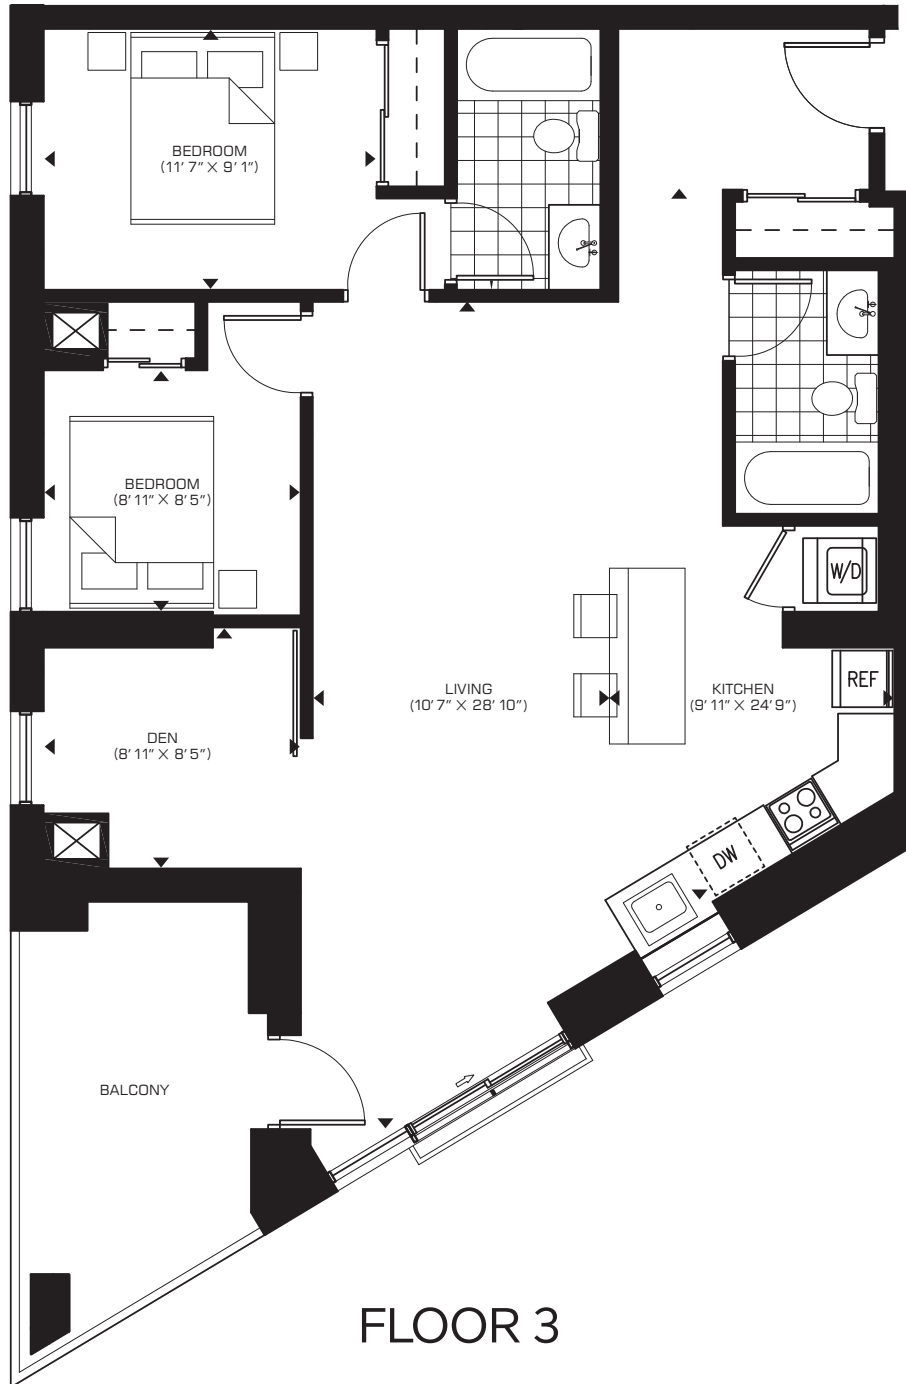 BEDROOM
(11' 7" X 9' 1")
BEDROOM
(8' 11" X 8' 5")
W/D
REF
LIVING
(10' 7" X 28' 10")
KITCHEN
(9' 11" X 24' 9")
DEN
(8' 11" X 8' 5")
DW
BALCONY
FLOOR 3